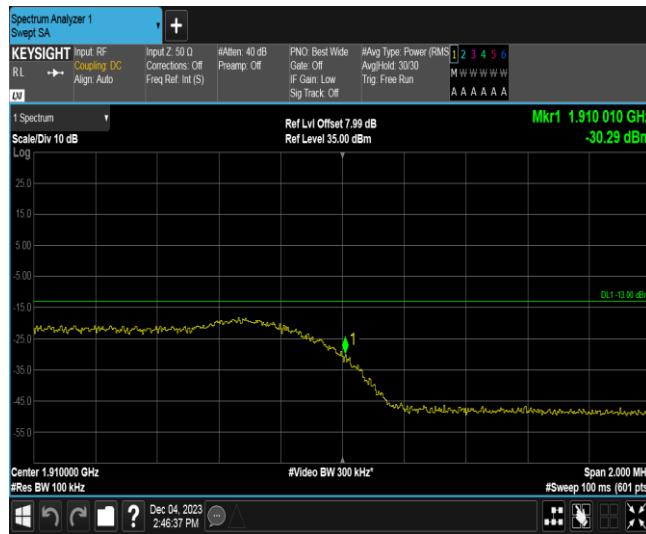 Spectrum Analyzer 1
Swept SA
+
KEYSIGHT
RL
LXI
Input: RF
Coupling: DC
Align: Auto
Input Z: 50 Ω
Corrections: Off
Freq Ref: Int (S)
#Atten: 40 dB
Preamp: Off
PNO: Best Wide
Gate: Off
IF Gain: Low
Sig Track: Off
#Avg Type: Power (RMS
Avg|Hold: 30/30
Trig: Free Run
1 2 3 4 5 6
M W W W W W
A A A A A A
1 Spectrum
Scale/Div 10 dB
Log
Ref Lvl Offset 7.99 dB
Ref Level 35.00 dBm
Mkr1 1.910 010 GH
-30.29 dBm
25.0
15.0
5.00
-5.00
DL1 -13.00 dBm
-15.0
-25.0
1
-35.0
-45.0
-55.0
Center 1.910000 GHz
#Res BW 100 kHz
#Video BW 300 kHz*
Span 2.000 MH
#Sweep 100 ms (601 pts
?
Dec 04, 2023
2:46:37 PM